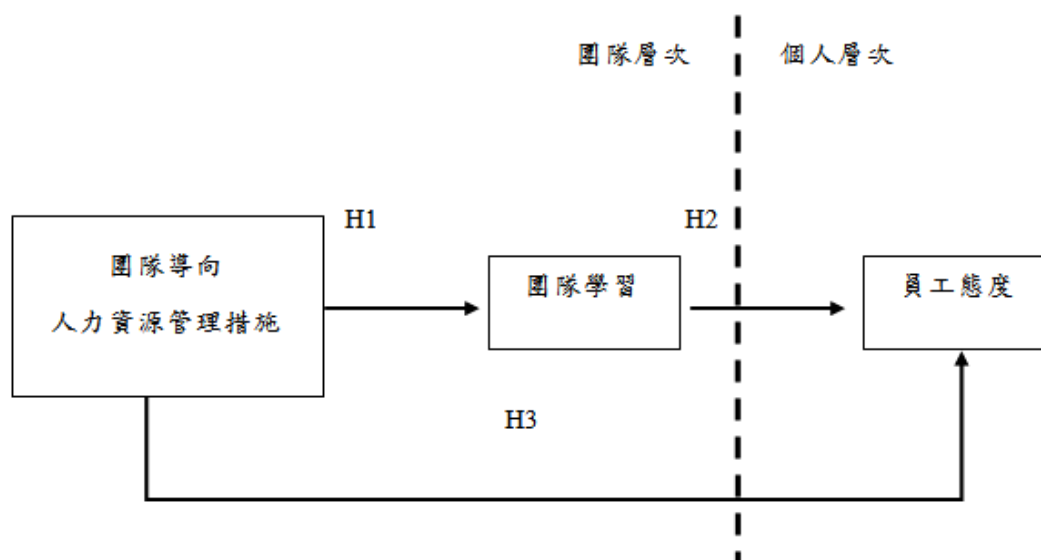 團隊層次
個人層次
H1
H2
團隊導向
人力資源管理措施
團隊學習
員工態度
H3